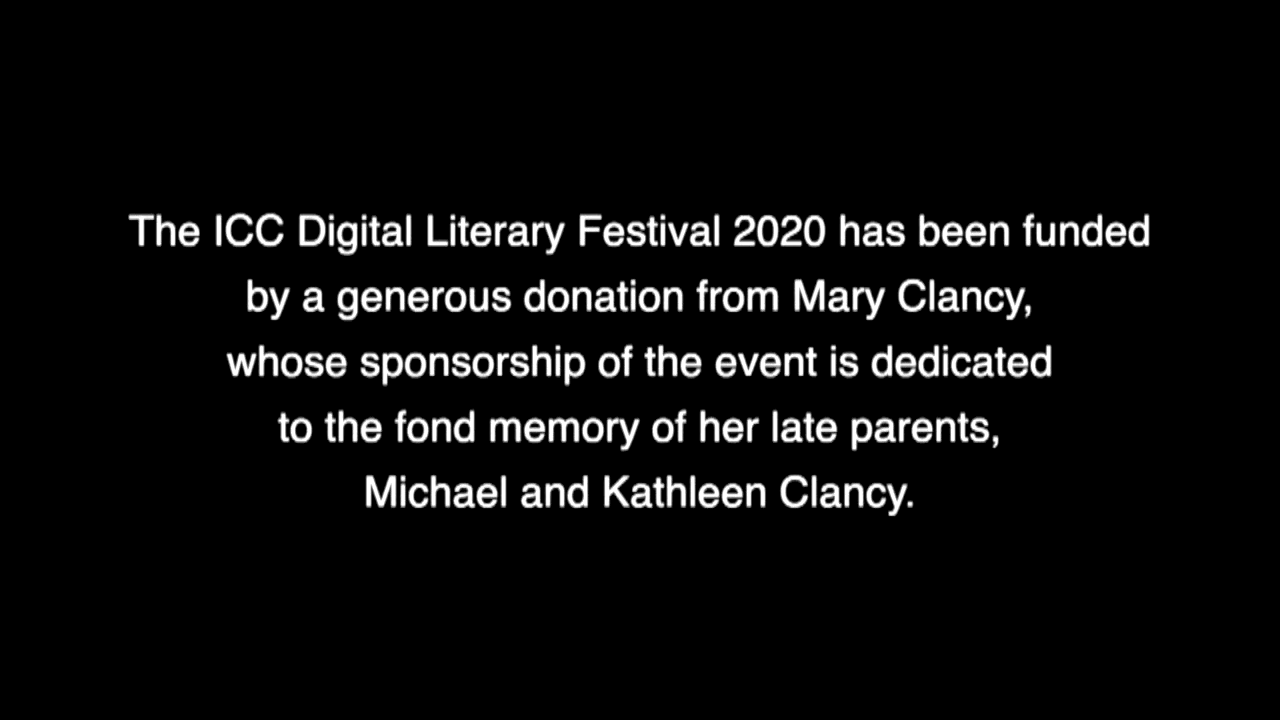 The ICC Digital Literary Festival 2020 has been funded
by a generous donation from Mary Clancy,
whose sponsorship of the event is dedicated
to the fond memory of her late parents,
Michael and Kathleen Clancy.